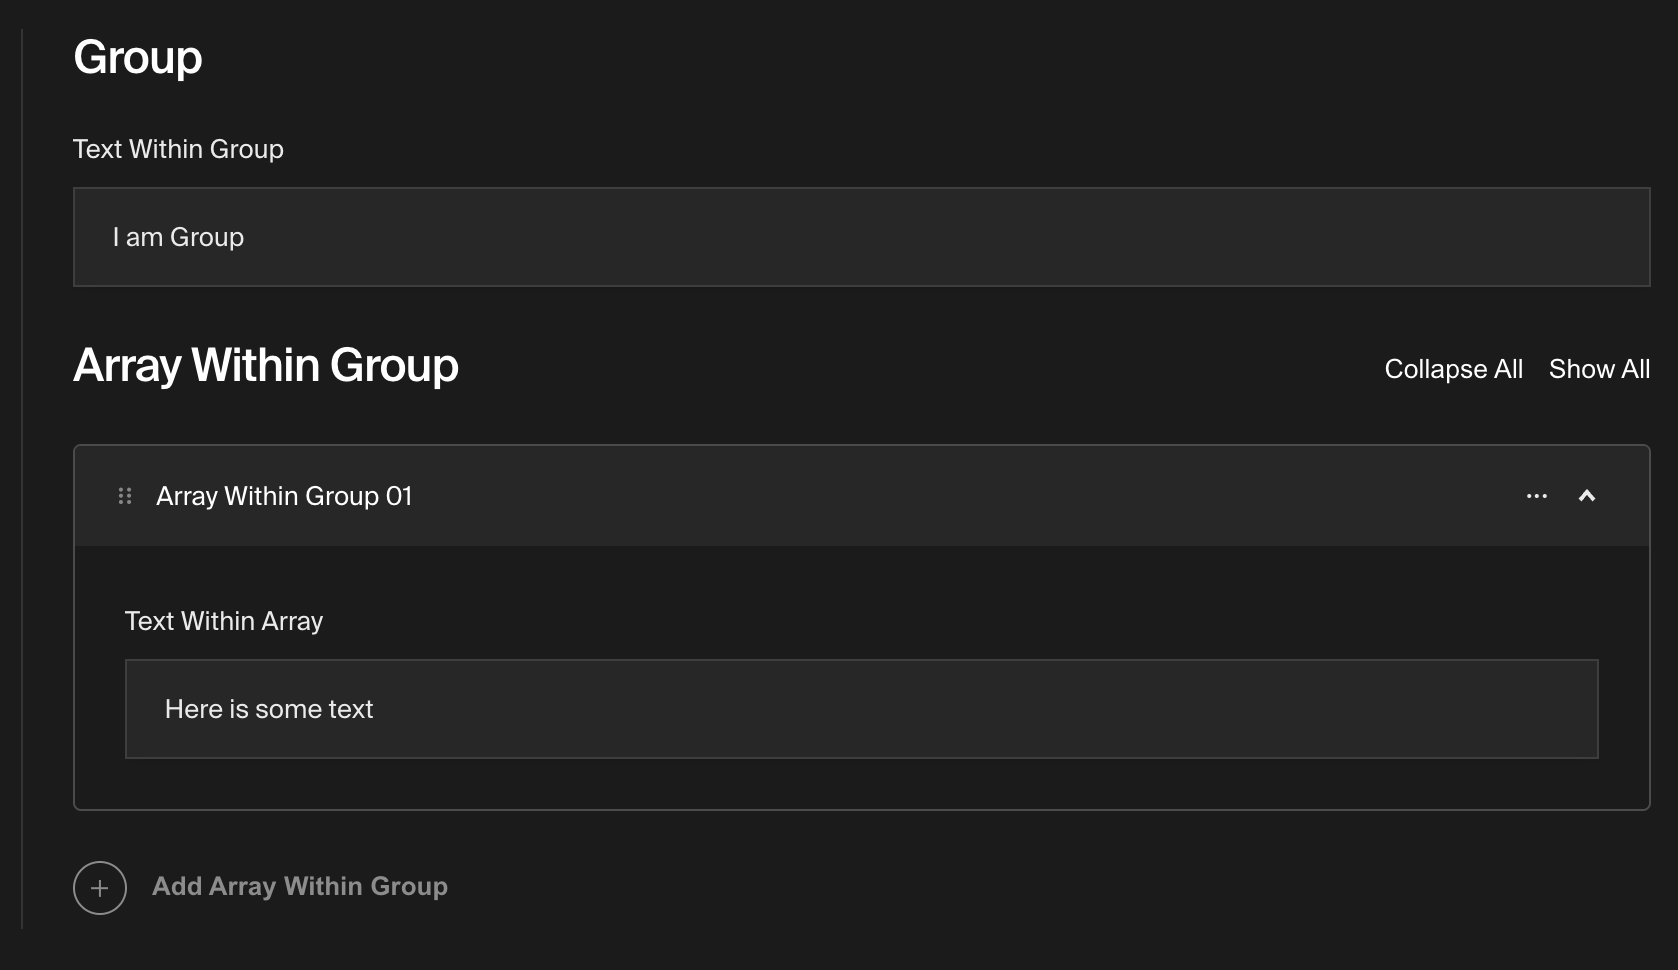 Group
Text Within Group
I am Group
Array Within Group
Collapse All Show All
Array Within Group 01
Text Within Array
Here is some text
Add Array Within Group